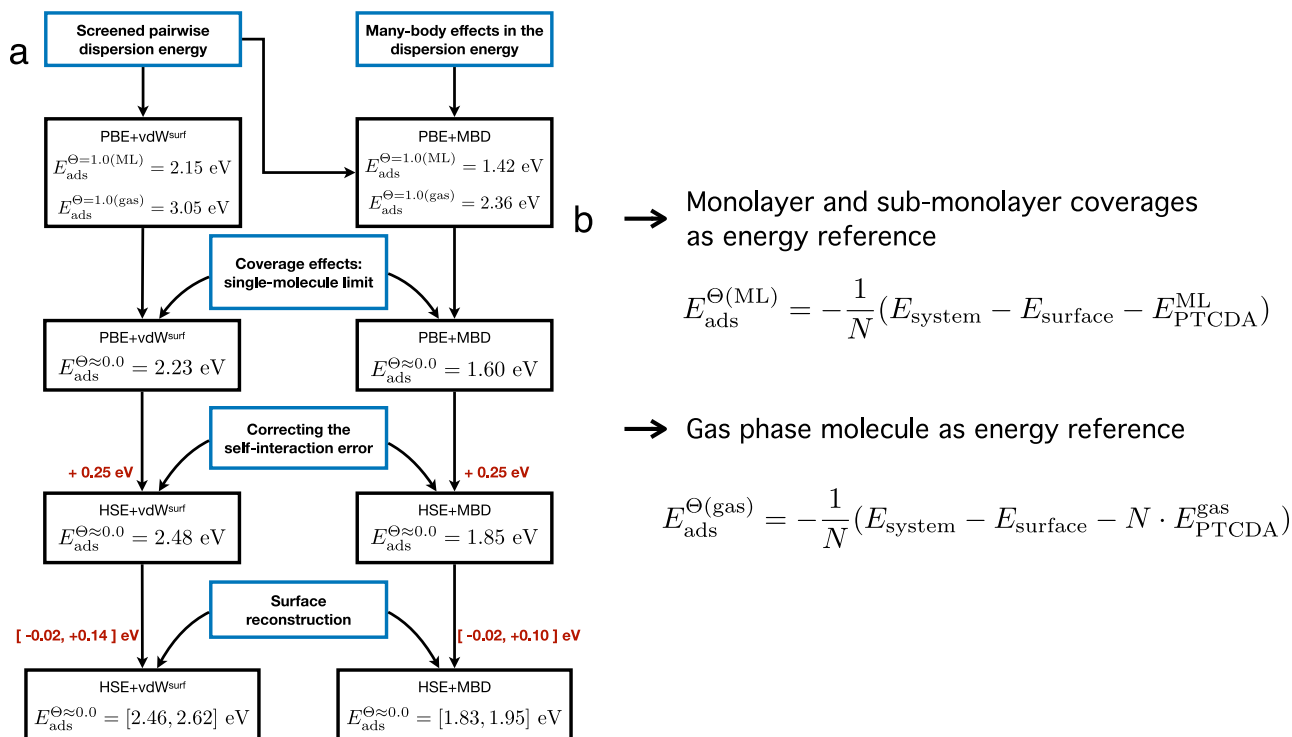 a
Screened pairwise
dispersion energy
Many-body effects in the
dispersion energy
PBE+vdWˢᵘʳᶠ
E_ads^{Θ=1.0(ML)} = 2.15 eV
E_ads^{Θ=1.0(gas)} = 3.05 eV
PBE+MBD
E_ads^{Θ=1.0(ML)} = 1.42 eV
E_ads^{Θ=1.0(gas)} = 2.36 eV
Coverage effects:
single-molecule limit
PBE+vdWˢᵘʳᶠ
E_ads^{Θ≈0.0} = 2.23 eV
PBE+MBD
E_ads^{Θ≈0.0} = 1.60 eV
Correcting the
self-interaction error
+ 0.25 eV
+ 0.25 eV
HSE+vdWˢᵘʳᶠ
E_ads^{Θ≈0.0} = 2.48 eV
HSE+MBD
E_ads^{Θ≈0.0} = 1.85 eV
Surface
reconstruction
[ -0.02, +0.14 ] eV
[ -0.02, +0.10 ] eV
HSE+vdWˢᵘʳᶠ
E_ads^{Θ≈0.0} = [2.46, 2.62] eV
HSE+MBD
E_ads^{Θ≈0.0} = [1.83, 1.95] eV
b
→ Monolayer and sub-monolayer coverages
as energy reference
E_ads^{Θ(ML)} = −1/N (E_system − E_surface − E_PTCDA^{ML})
→ Gas phase molecule as energy reference
E_ads^{Θ(gas)} = −1/N (E_system − E_surface − N · E_PTCDA^{gas})